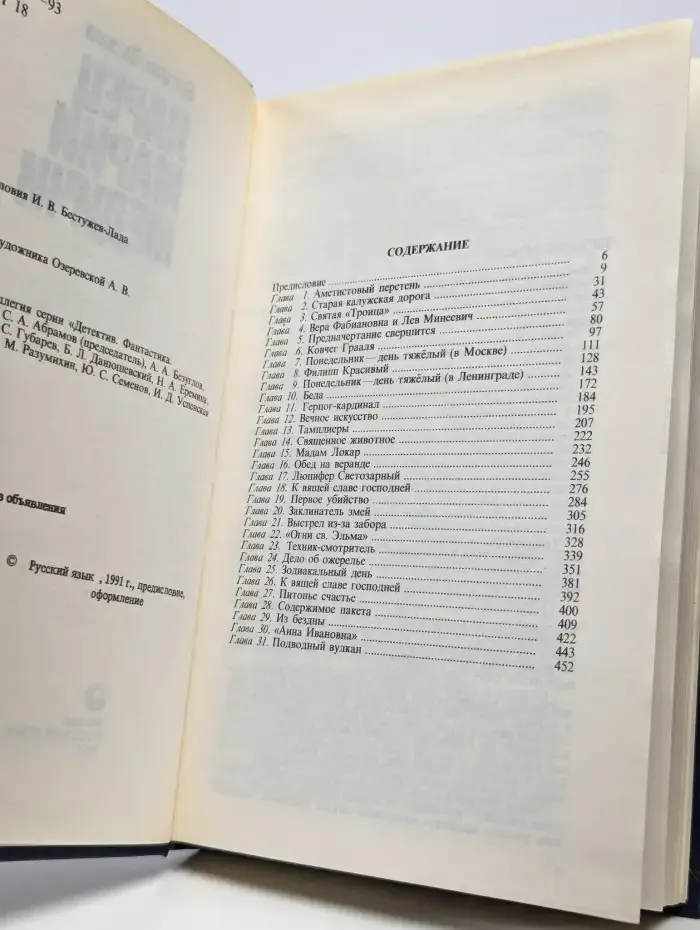 –93
18
ловия И. В. Бестужев-Лада
удожника Озеревской А. В.
ллегия серии «Детектив. Фантастика.
С. А. Абрамов (председатель), А. А. Безуглов,
С. Губарев, Б. Л. Данюшевский, Н. А. Еремина,
М. Разумихин, Ю. С. Семенов, И. Д. Успевская
з объявления
© Русский язык , 1991 г., предисловие,
оформление
СОДЕРЖАНИЕ
Предисловие 6
Глава 1. Аметистовый перстень 9
Глава 2. Старая калужская дорога 31
Глава 3. Святая «Троица» 43
Глава 4. Вера Фабиановна и Лев Минеевич 57
Глава 5. Предначертание свершится 80
Глава 6. Ковчег Грааля 97
Глава 7. Понедельник — день тяжёлый (в Москве) 111
Глава 8. Филипп Красивый 128
Глава 9. Понедельник — день тяжёлый (в Ленинграде) 143
Глава 10. Беда 172
Глава 11. Герцог-кардинал 184
Глава 12. Вечное искусство 195
Глава 13. Тамплиеры 207
Глава 14. Священное животное 222
Глава 15. Мадам Локар 232
Глава 16. Обед на веранде 246
Глава 17. Люцифер Светозарный 255
Глава 18. К вящей славе господней 276
Глава 19. Первое убийство 284
Глава 20. Заклинатель змей 305
Глава 21. Выстрел из-за забора 316
Глава 22. «Огни св. Эльма» 328
Глава 23. Техник-смотритель 339
Глава 24. Дело об ожерелье 351
Глава 25. Зодиакальный день 381
Глава 26. К вящей славе господней 392
Глава 27. Питонье счастье 400
Глава 28. Содержимое пакета 409
Глава 29. Из бездны 422
Глава 30. «Анна Ивановна» 443
Глава 31. Подводный вулкан 452